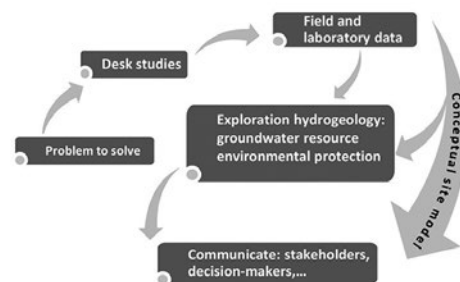 Field and
laboratory data
Desk studies
Exploration hydrogeology:
groundwater resource
environmental protection
Problem to solve
Conceptual site model
Communicate: stakeholders,
decision-makers,...